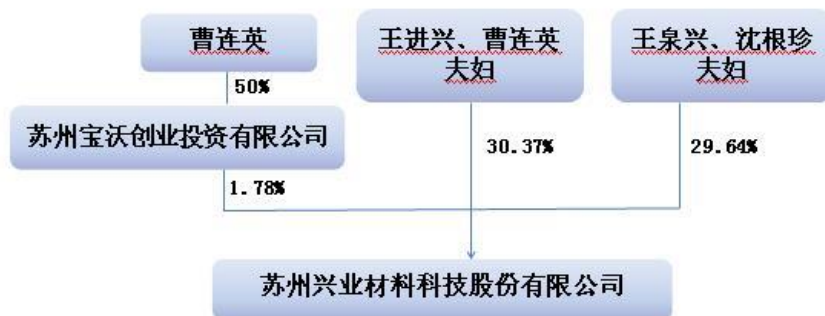 曹连英
王进兴、曹连英
夫妇
王泉兴、沈根珍
夫妇
50%
苏州宝沃创业投资有限公司
30.37%
29.64%
1.78%
苏州兴业材料科技股份有限公司